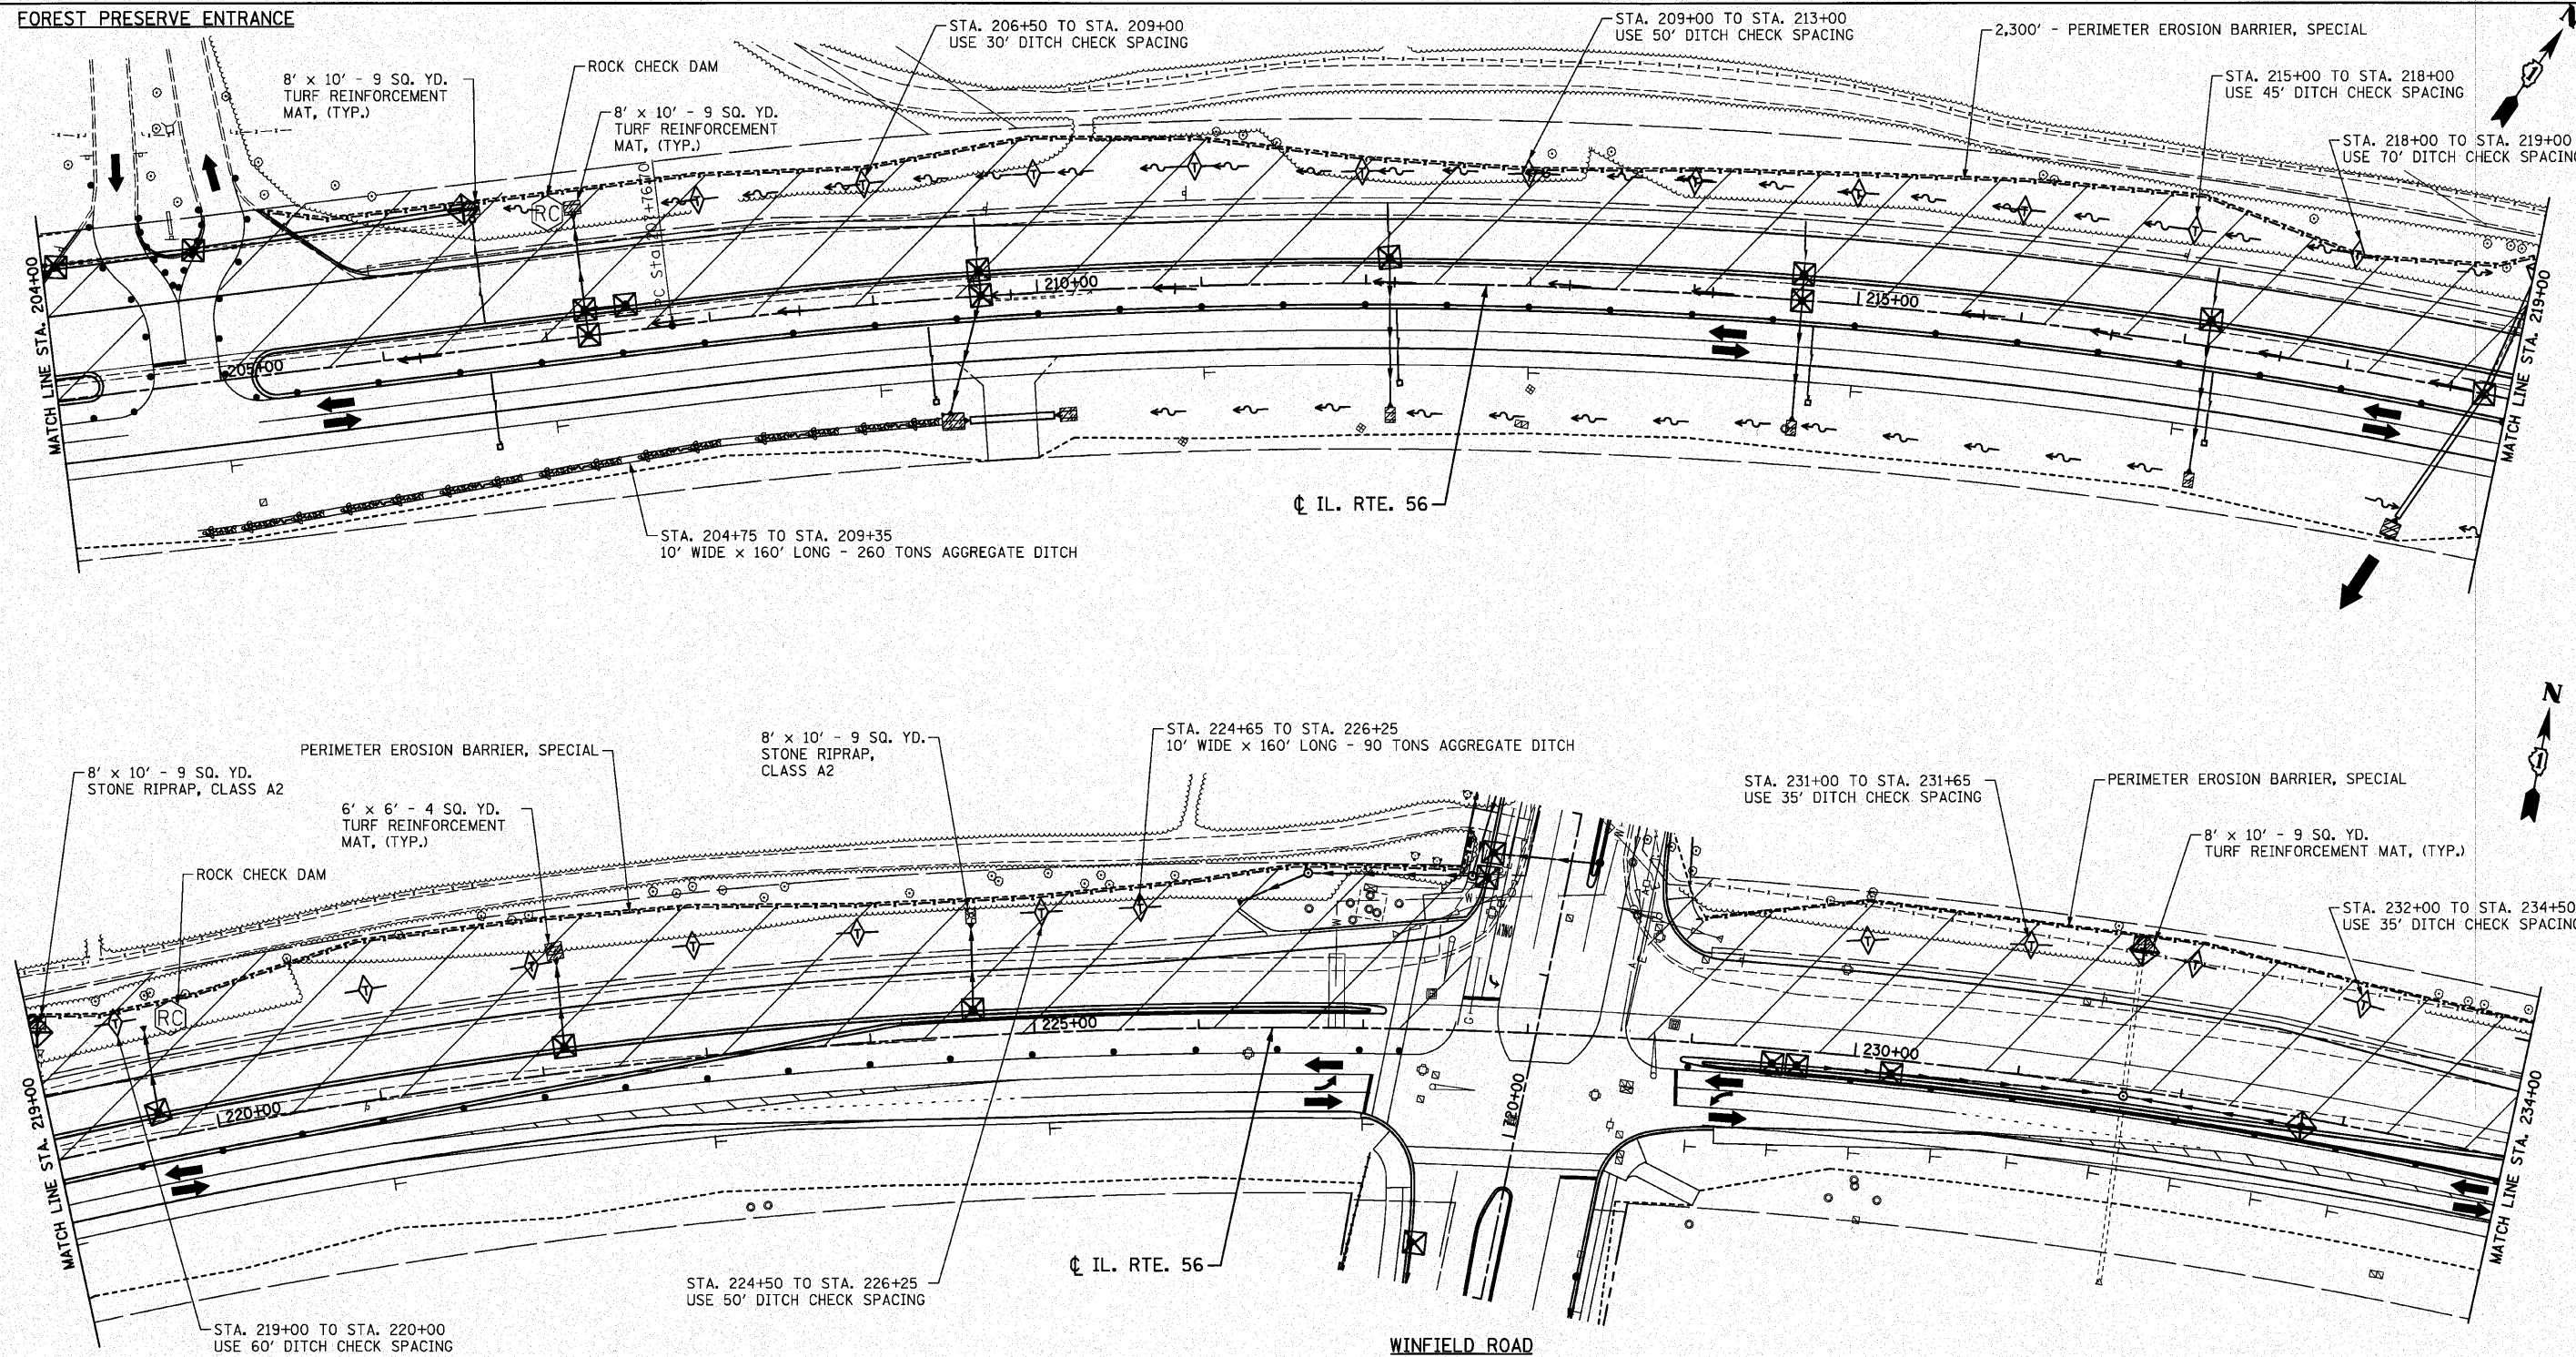 FOREST PRESERVE ENTRANCE
STA. 206+50 TO STA. 209+00
USE 30' DITCH CHECK SPACING
STA. 209+00 TO STA. 213+00
USE 50' DITCH CHECK SPACING
2,300' - PERIMETER EROSION BARRIER, SPECIAL
8' x 10' - 9 SQ. YD.
TURF REINFORCEMENT
MAT, (TYP.)
ROCK CHECK DAM
8' x 10' - 9 SQ. YD.
TURF REINFORCEMENT
MAT, (TYP.)
STA. 215+00 TO STA. 218+00
USE 45' DITCH CHECK SPACING
STA. 218+00 TO STA. 219+00
USE 70' DITCH CHECK SPACING
RC
MATCH LINE STA. 204+00
205+00
210+00
215+00
MATCH LINE STA. 219+00
℄ IL. RTE. 56
STA. 204+75 TO STA. 209+35
10' WIDE x 160' LONG - 260 TONS AGGREGATE DITCH
N
8' x 10' - 9 SQ. YD.
STONE RIPRAP, CLASS A2
PERIMETER EROSION BARRIER, SPECIAL
6' x 6' - 4 SQ. YD.
TURF REINFORCEMENT
MAT, (TYP.)
8' x 10' - 9 SQ. YD.
STONE RIPRAP,
CLASS A2
STA. 224+65 TO STA. 226+25
10' WIDE x 160' LONG - 90 TONS AGGREGATE DITCH
STA. 231+00 TO STA. 231+65
USE 35' DITCH CHECK SPACING
PERIMETER EROSION BARRIER, SPECIAL
8' x 10' - 9 SQ. YD.
TURF REINFORCEMENT MAT, (TYP.)
ROCK CHECK DAM
STA. 232+00 TO STA. 234+50
USE 35' DITCH CHECK SPACING
RC
MATCH LINE STA. 219+00
220+00
225+00
230+00
720+00
ONLY
MATCH LINE STA. 234+00
℄ IL. RTE. 56
STA. 224+50 TO STA. 226+25
USE 50' DITCH CHECK SPACING
STA. 219+00 TO STA. 220+00
USE 60' DITCH CHECK SPACING
WINFIELD ROAD